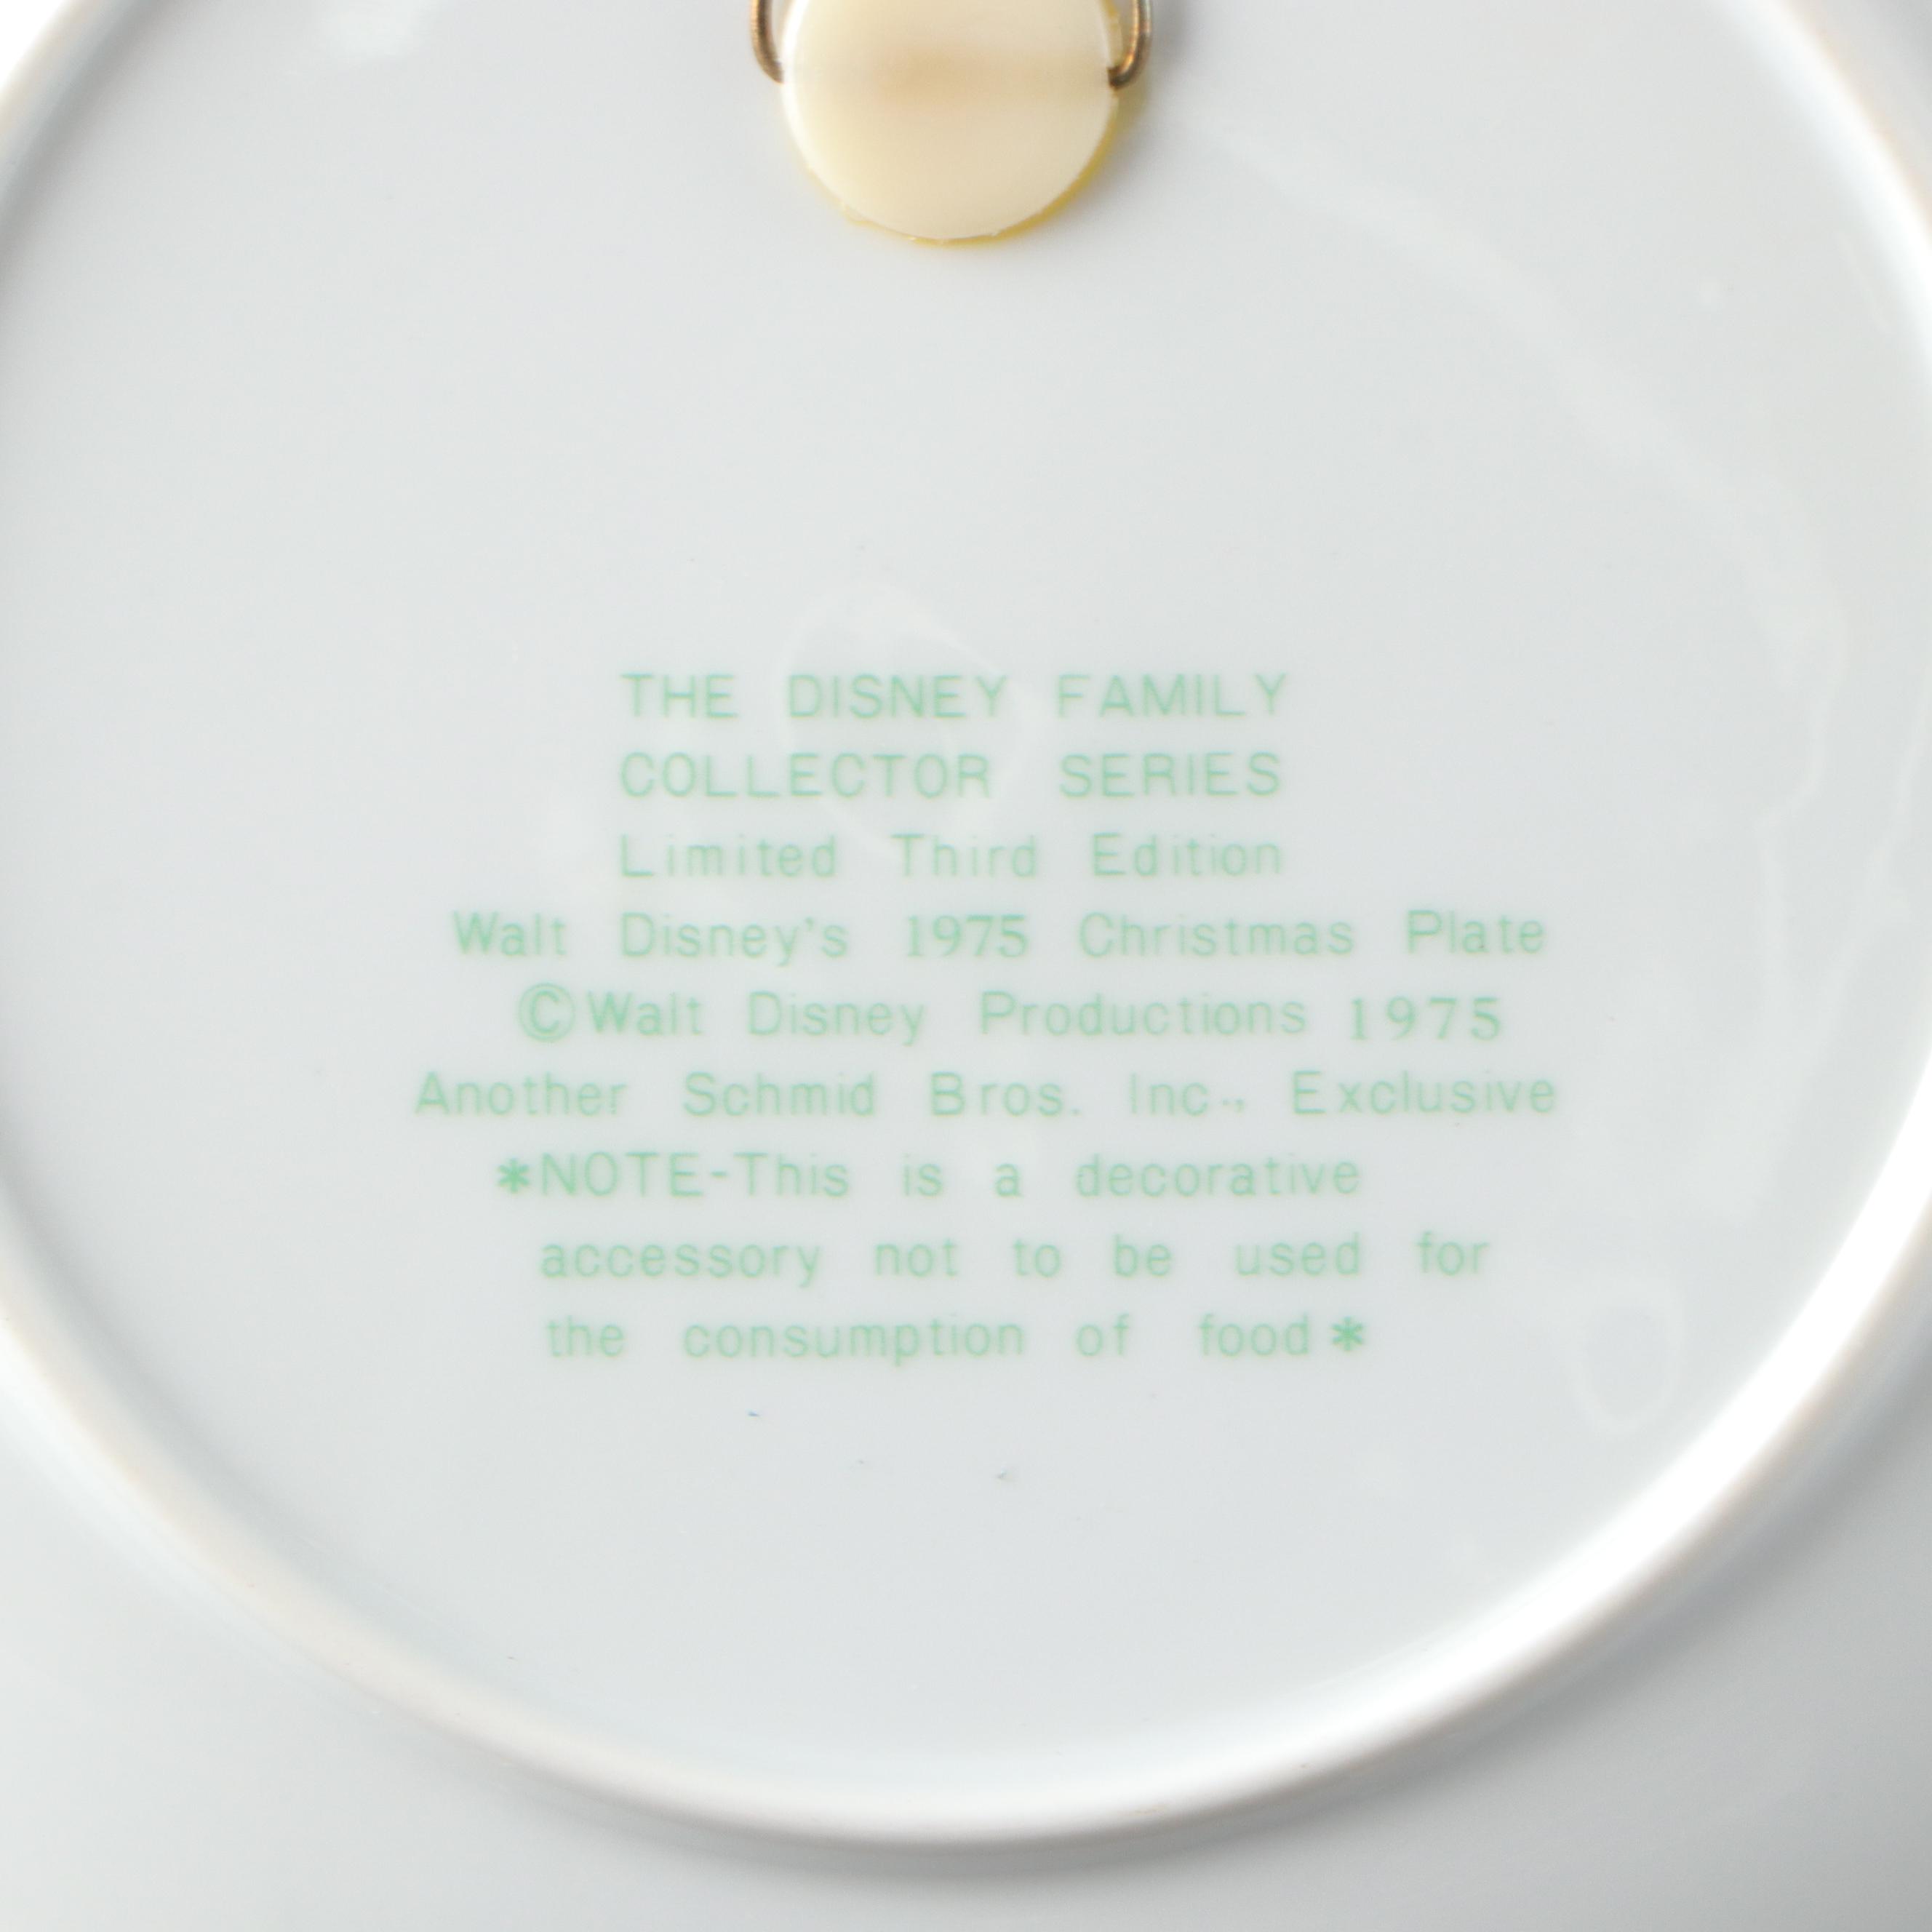 THE DISNEY FAMILY
COLLECTOR SERIES
Limited Third Edition
Walt Disney's 1975 Christmas Plate
©Walt Disney Productions 1975
Another Schmid Bros. Inc., Exclusive
*NOTE-This is a decorative
accessory not to be used for
the consumption of food*